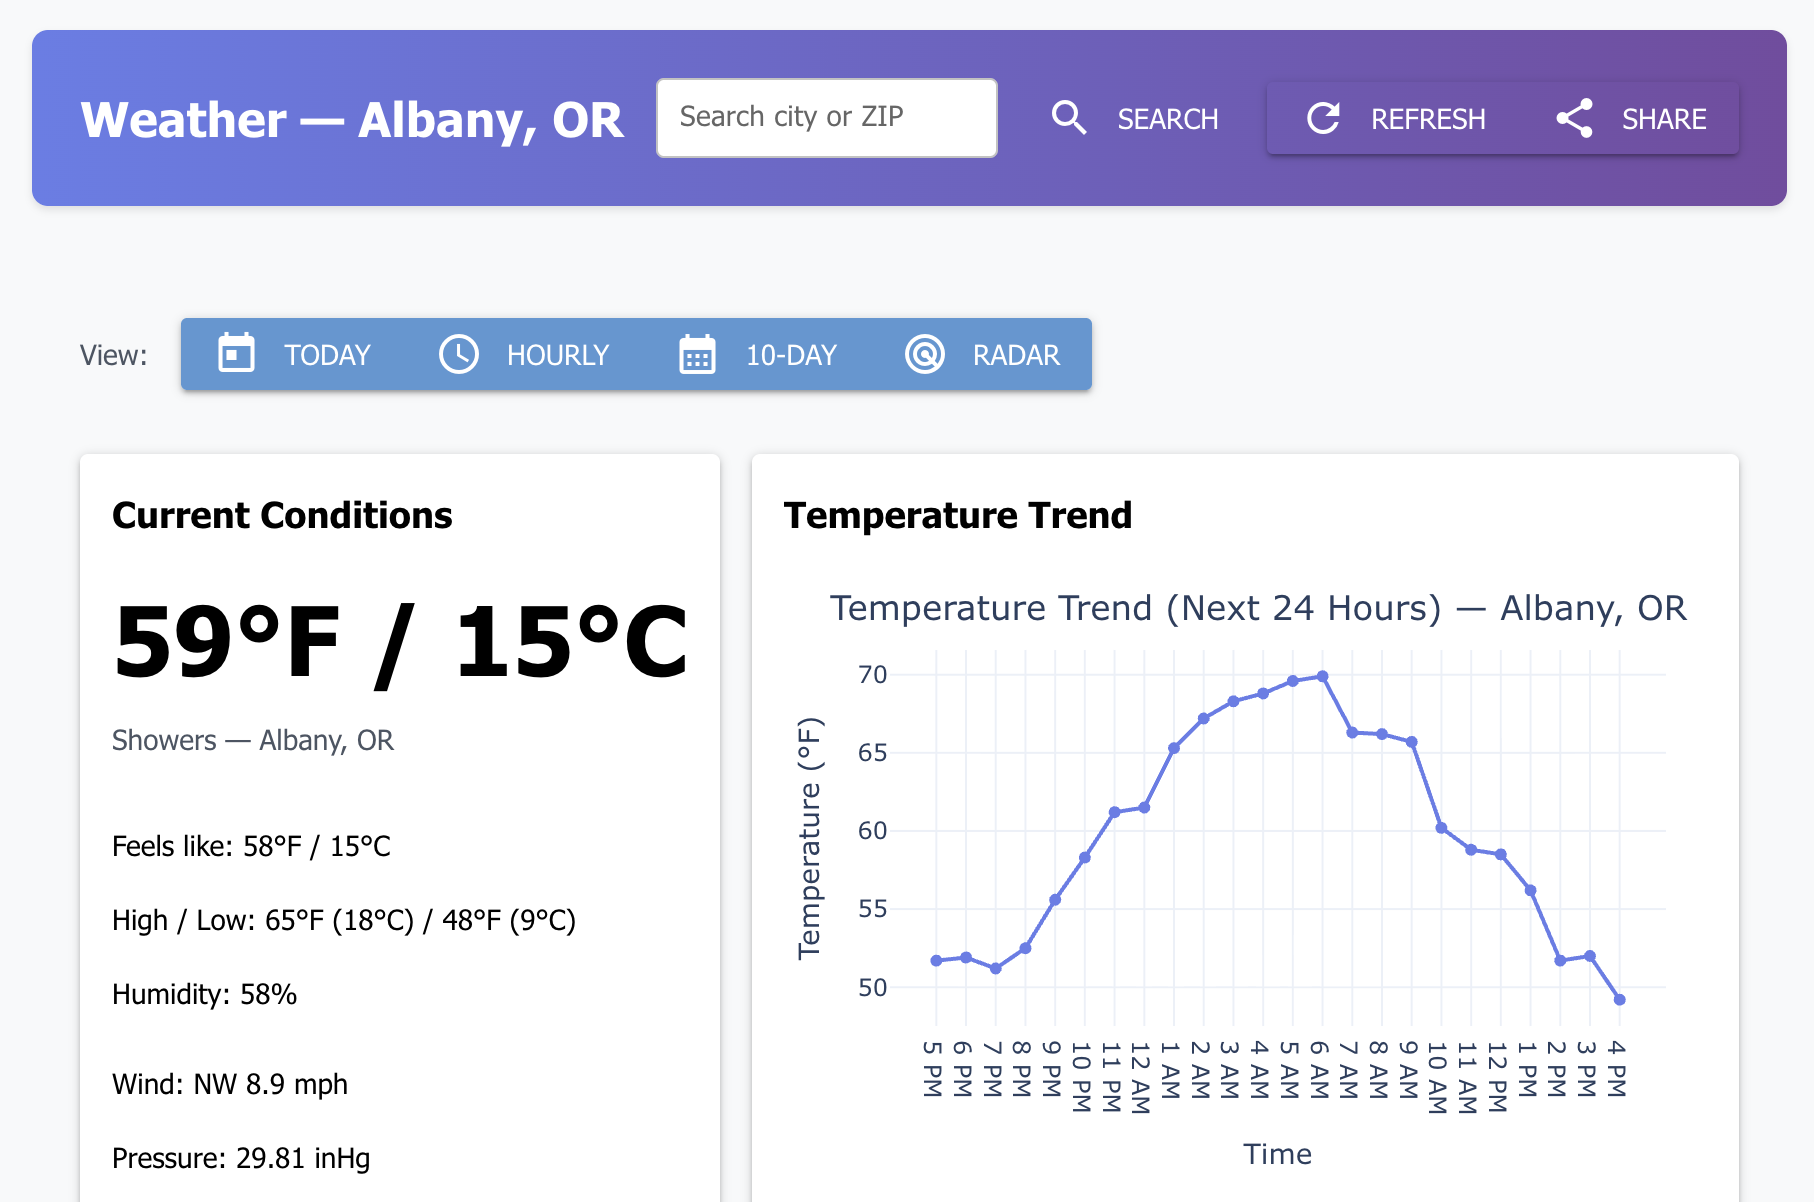 Weather — Albany, OR
Search city or ZIP
SEARCH
REFRESH
SHARE
View:
TODAY
HOURLY
10-DAY
RADAR
Current Conditions
59°F / 15°C
Showers — Albany, OR
Feels like: 58°F / 15°C
High / Low: 65°F (18°C) / 48°F (9°C)
Humidity: 58%
Wind: NW 8.9 mph
Pressure: 29.81 inHg
Temperature Trend
Temperature Trend (Next 24 Hours) — Albany, OR
Temperature (°F)
70
65
60
55
50
5 PM
6 PM
7 PM
8 PM
9 PM
10 PM
11 PM
12 AM
1 AM
2 AM
3 AM
4 AM
5 AM
6 AM
7 AM
8 AM
9 AM
10 AM
11 AM
12 PM
1 PM
2 PM
3 PM
4 PM
Time